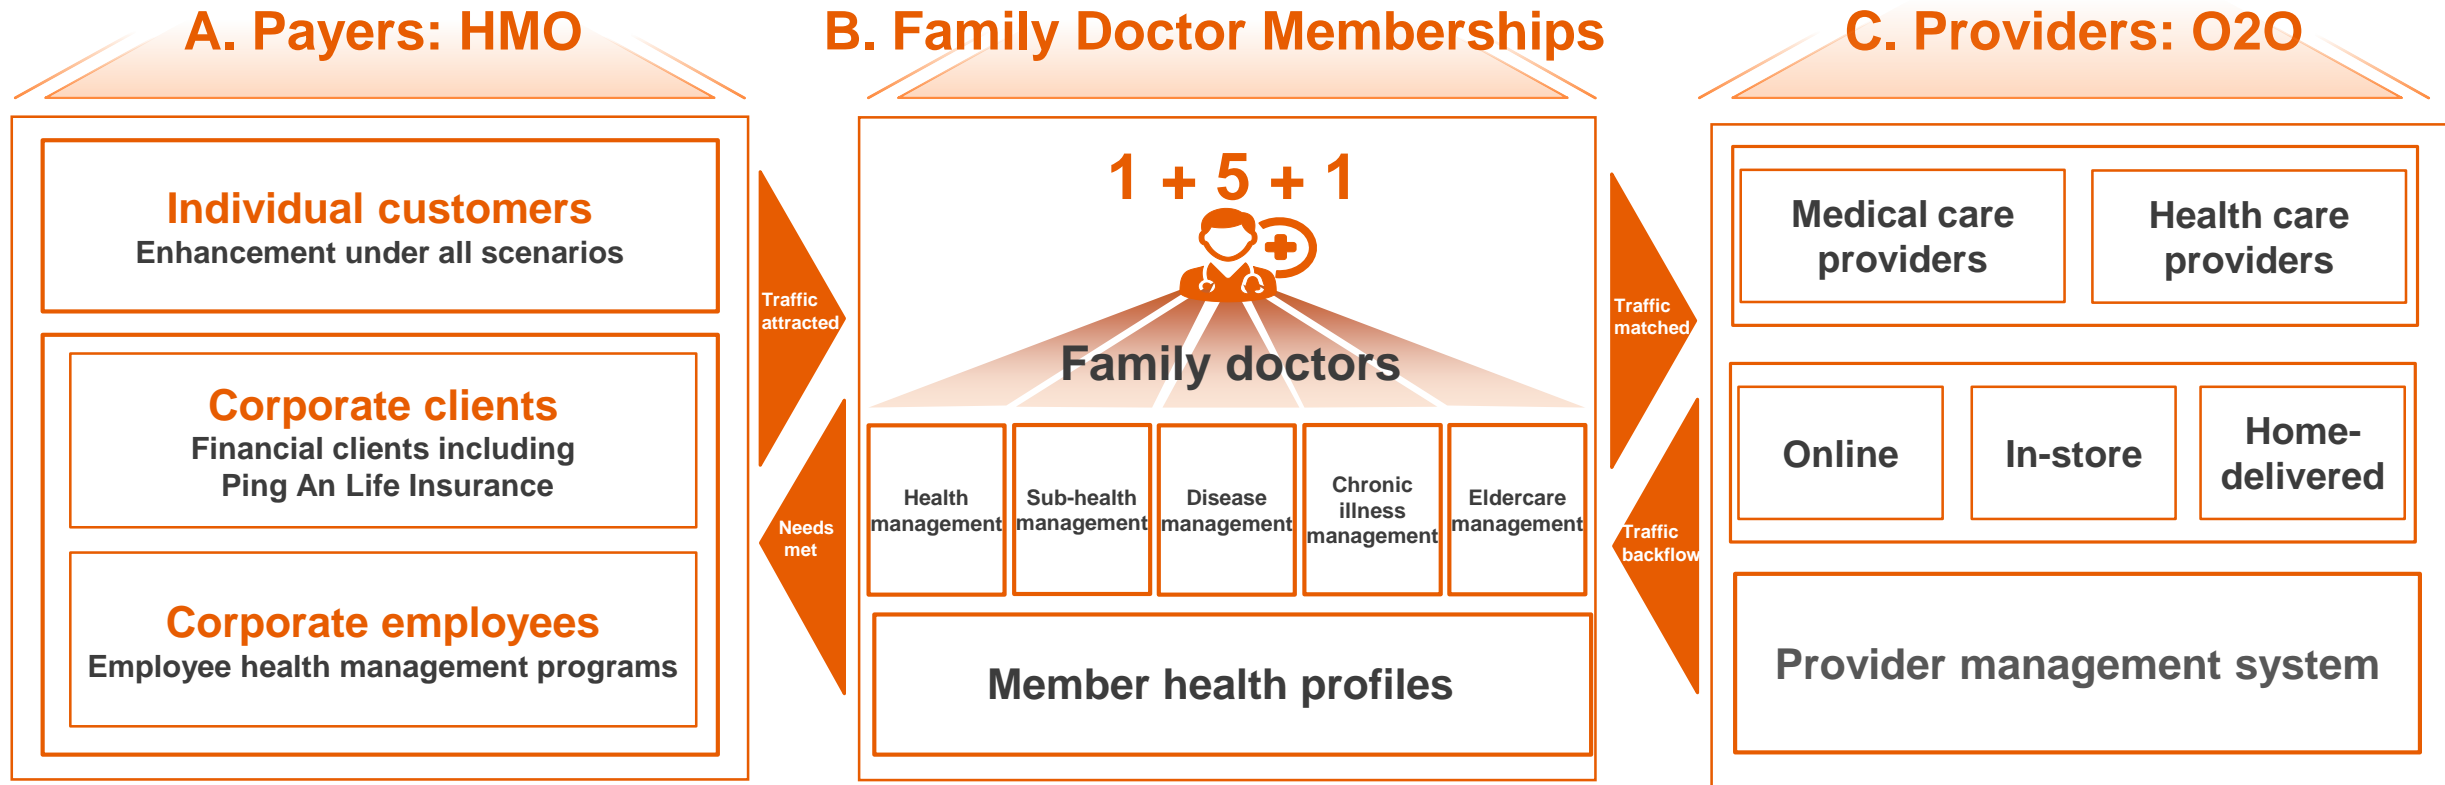 A. Payers: HMO
Individual customers
Enhancement under all scenarios
Corporate clients
Financial clients including
Ping An Life Insurance
Corporate employees
Employee health management programs
Traffic
attracted
Needs
met
B. Family Doctor Memberships
1 + 5 + 1
Family doctors
Health
management
Sub-health
management
Disease
management
Chronic
illness
management
Eldercare
management
Member health profiles
Traffic
matched
Traffic
backflow
C. Providers: O2O
Medical care
providers
Health care
providers
Online
In-store
Home-
delivered
Provider management system